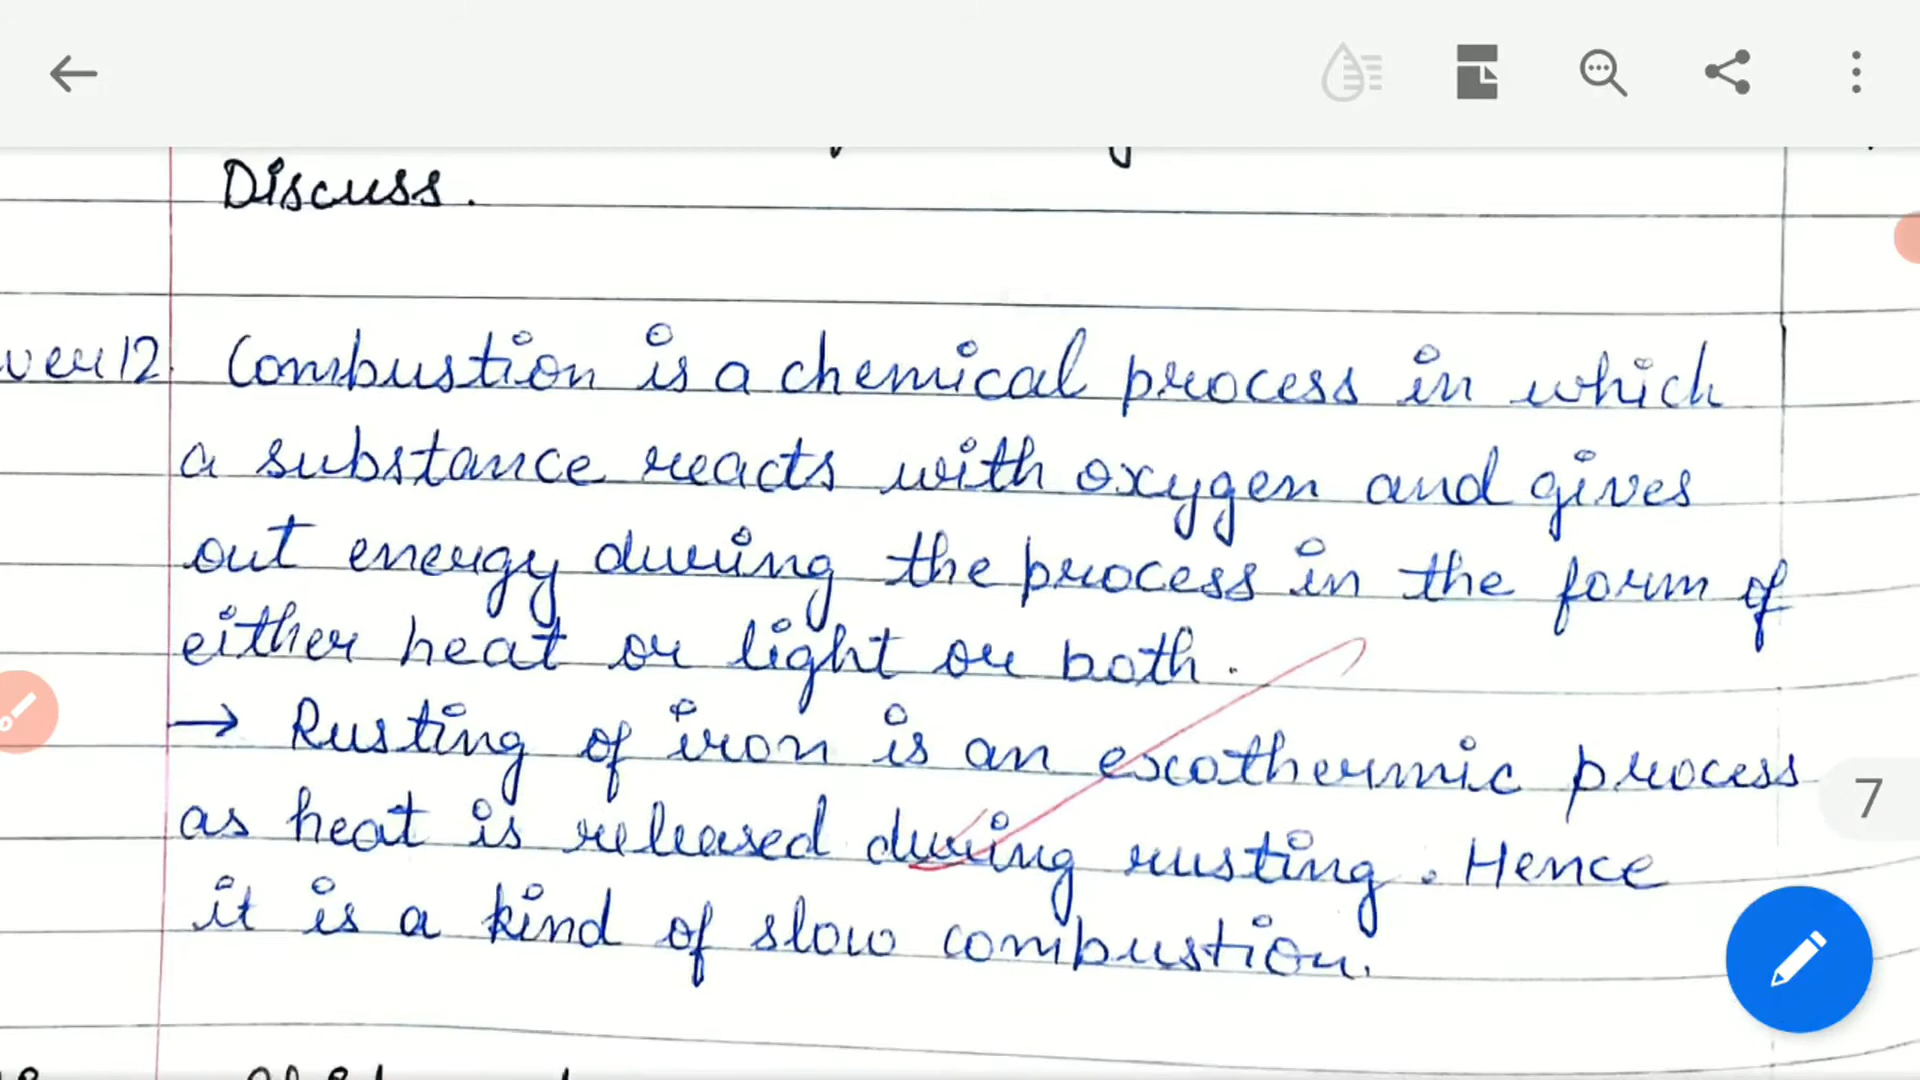 Discuss.
Combustion is a chemical process in which
a substance reacts with oxygen and gives
out energy during the process in the form of
either heat or light or both.
→ Rusting of iron is an exothermic process
as heat is released during rusting. Hence
it is a kind of slow combustion.
7